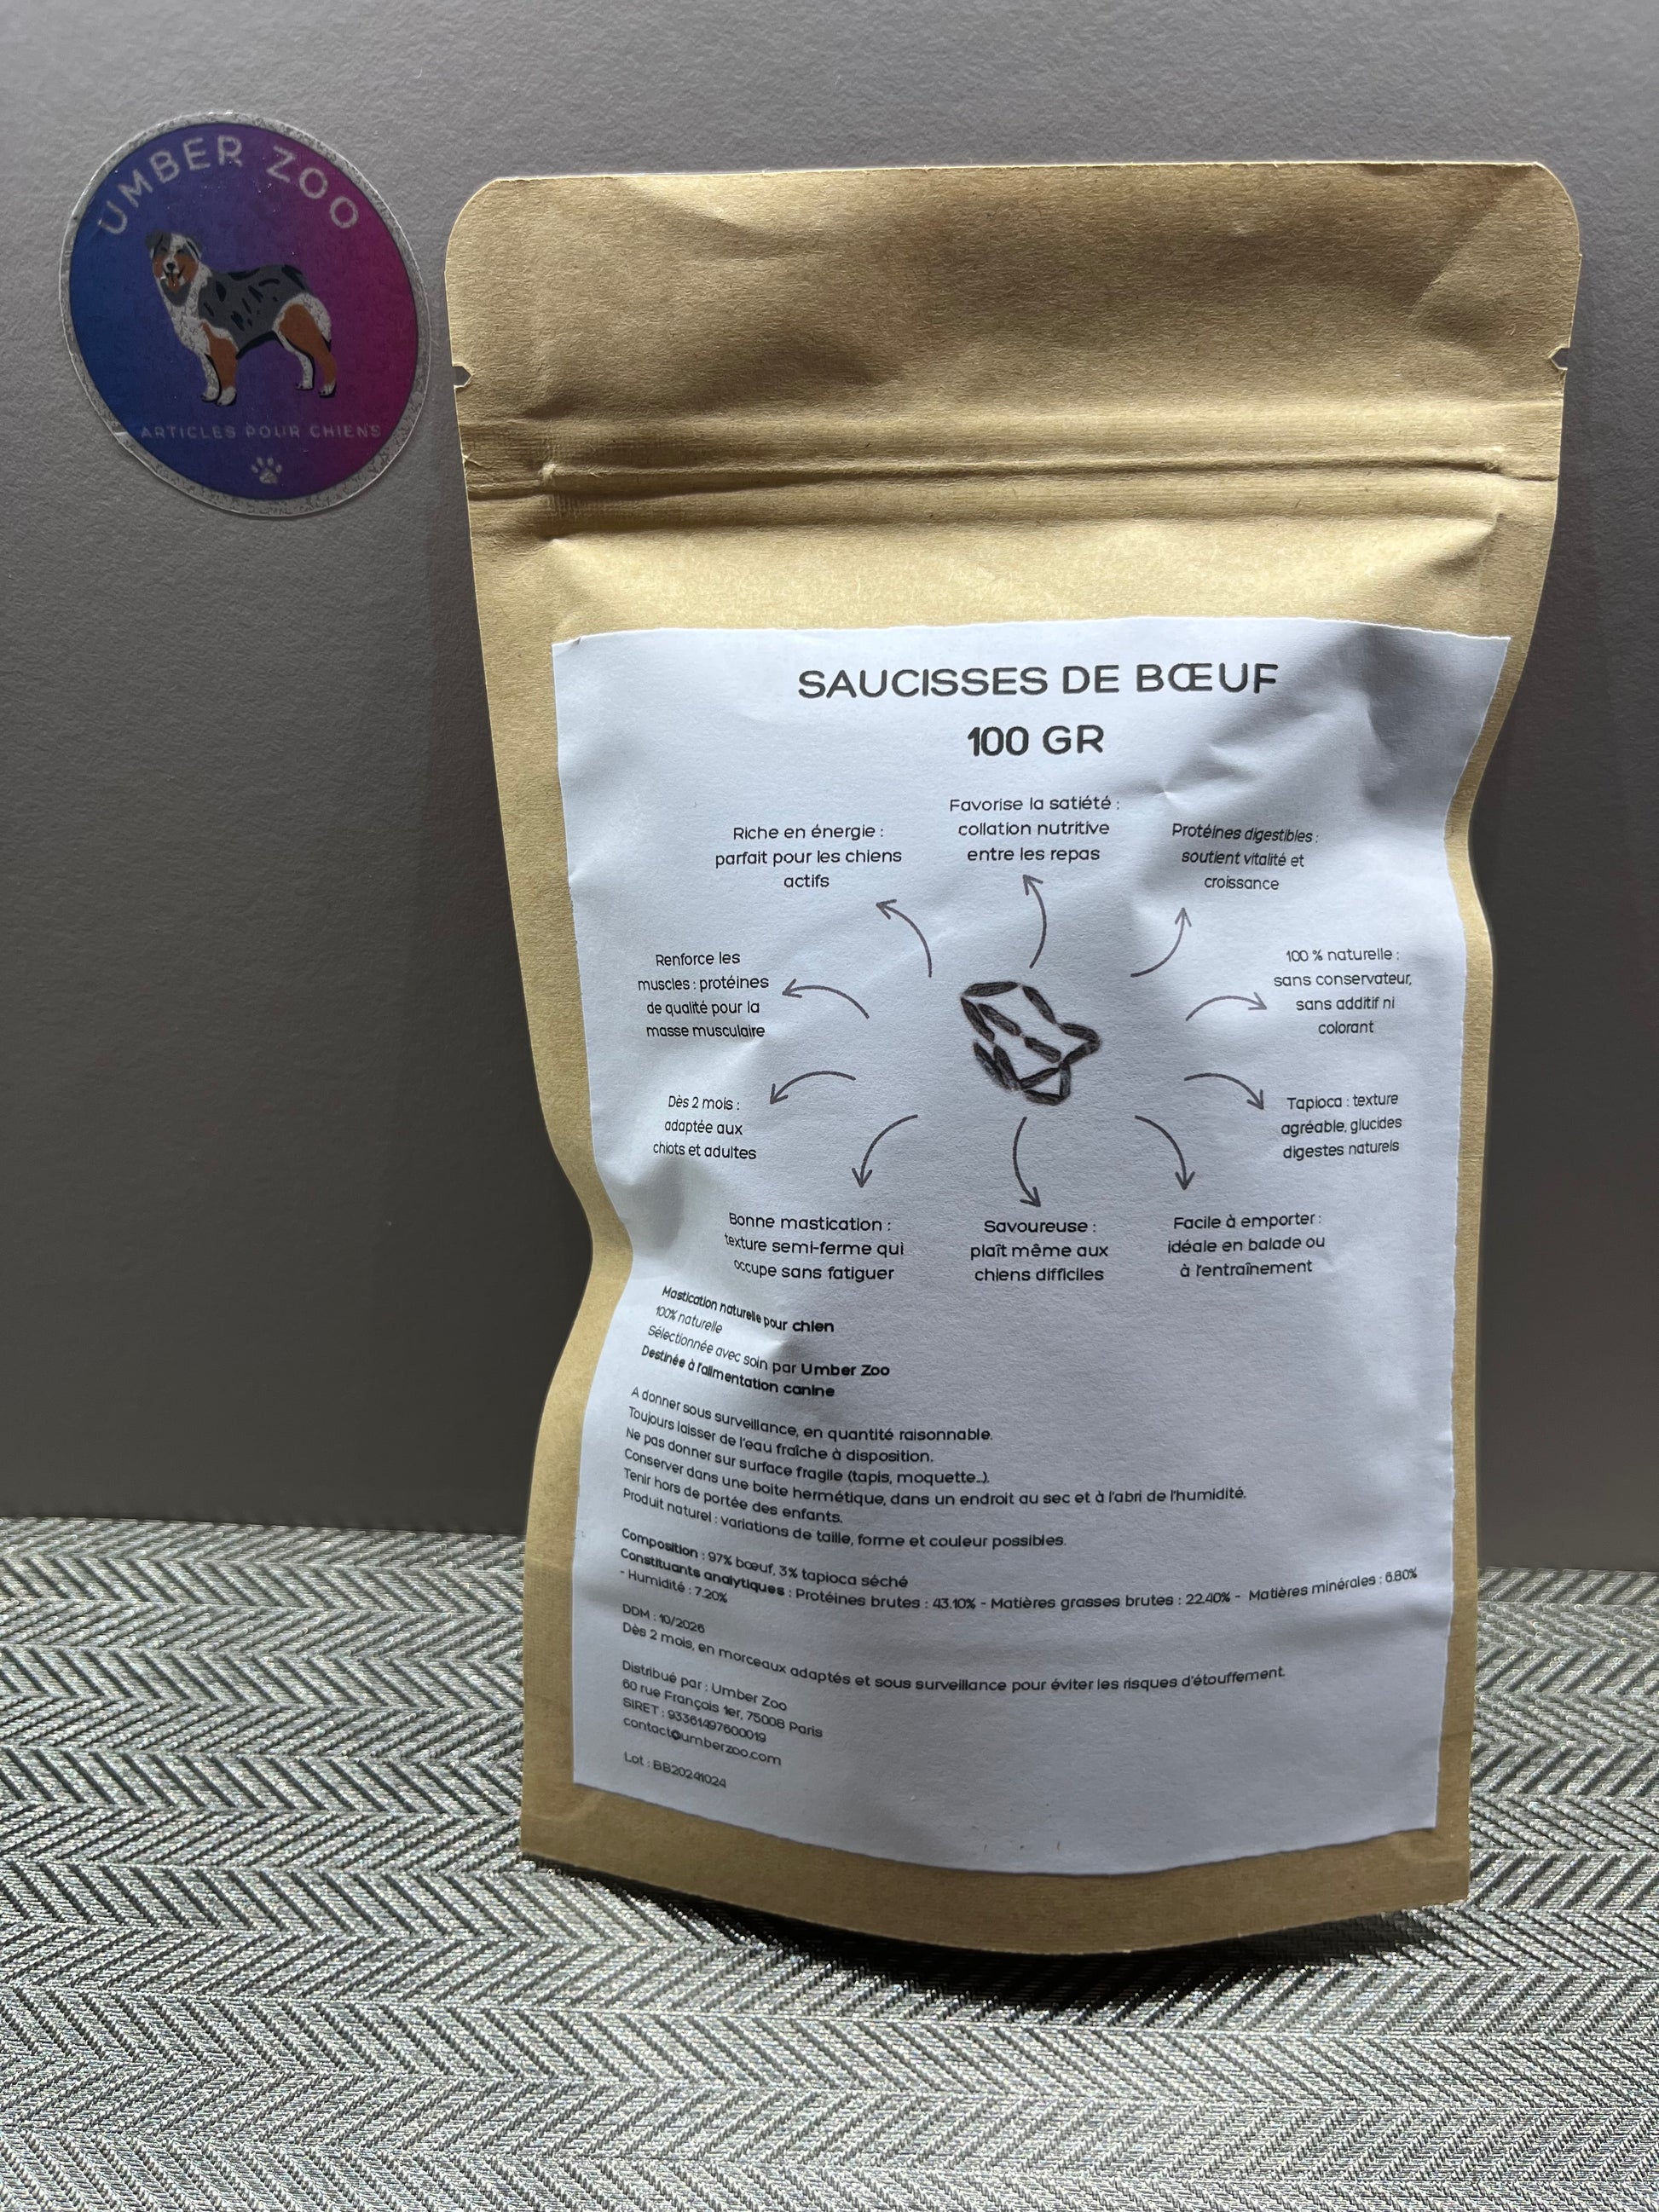 UMBER ZOO
ARTICLES POUR CHIENS
SAUCISSES DE BŒUF
100 GR
Favorise la satiété :
collation nutritive
entre les repas
Riche en énergie :
parfait pour les chiens
actifs
Protéines digestibles :
soutient vitalité et
croissance
Renforce les
muscles : protéines
de qualité pour la
masse musculaire
100 % naturelle :
sans conservateur,
sans additif ni
colorant
Dès 2 mois :
adaptée aux
chiots et adultes
Tapioca : texture
agréable, glucides
digestes naturels
Bonne mastication :
texture semi-ferme qui
occupe sans fatiguer
Savoureuse :
plaît même aux
chiens difficiles
Facile à emporter :
idéale en balade ou
à l'entraînement
Mastication naturelle pour chien
100% naturelle
Sélectionnée avec soin par Umber Zoo
Destinée à l'alimentation canine
A donner sous surveillance, en quantité raisonnable.
Toujours laisser de l'eau fraîche à disposition.
Ne pas donner sur surface fragile (tapis, moquette...).
Conserver dans une boite hermétique, dans un endroit au sec et à l'abri de l'humidité.
Tenir hors de portée des enfants.
Produit naturel : variations de taille, forme et couleur possibles.
Composition : 97% bœuf, 3% tapioca séché
Constituants analytiques : Protéines brutes : 43.10% - Matières grasses brutes : 22.40% - Matières minérales : 6.80%
- Humidité : 7.20%
DDM : 10/2026
Dès 2 mois, en morceaux adaptés et sous surveillance pour éviter les risques d'étouffement.
Distribué par : Umber Zoo
60 rue François 1er, 75008 Paris
SIRET : 93361497600019
contact@umberzoo.com
Lot : BB20241024